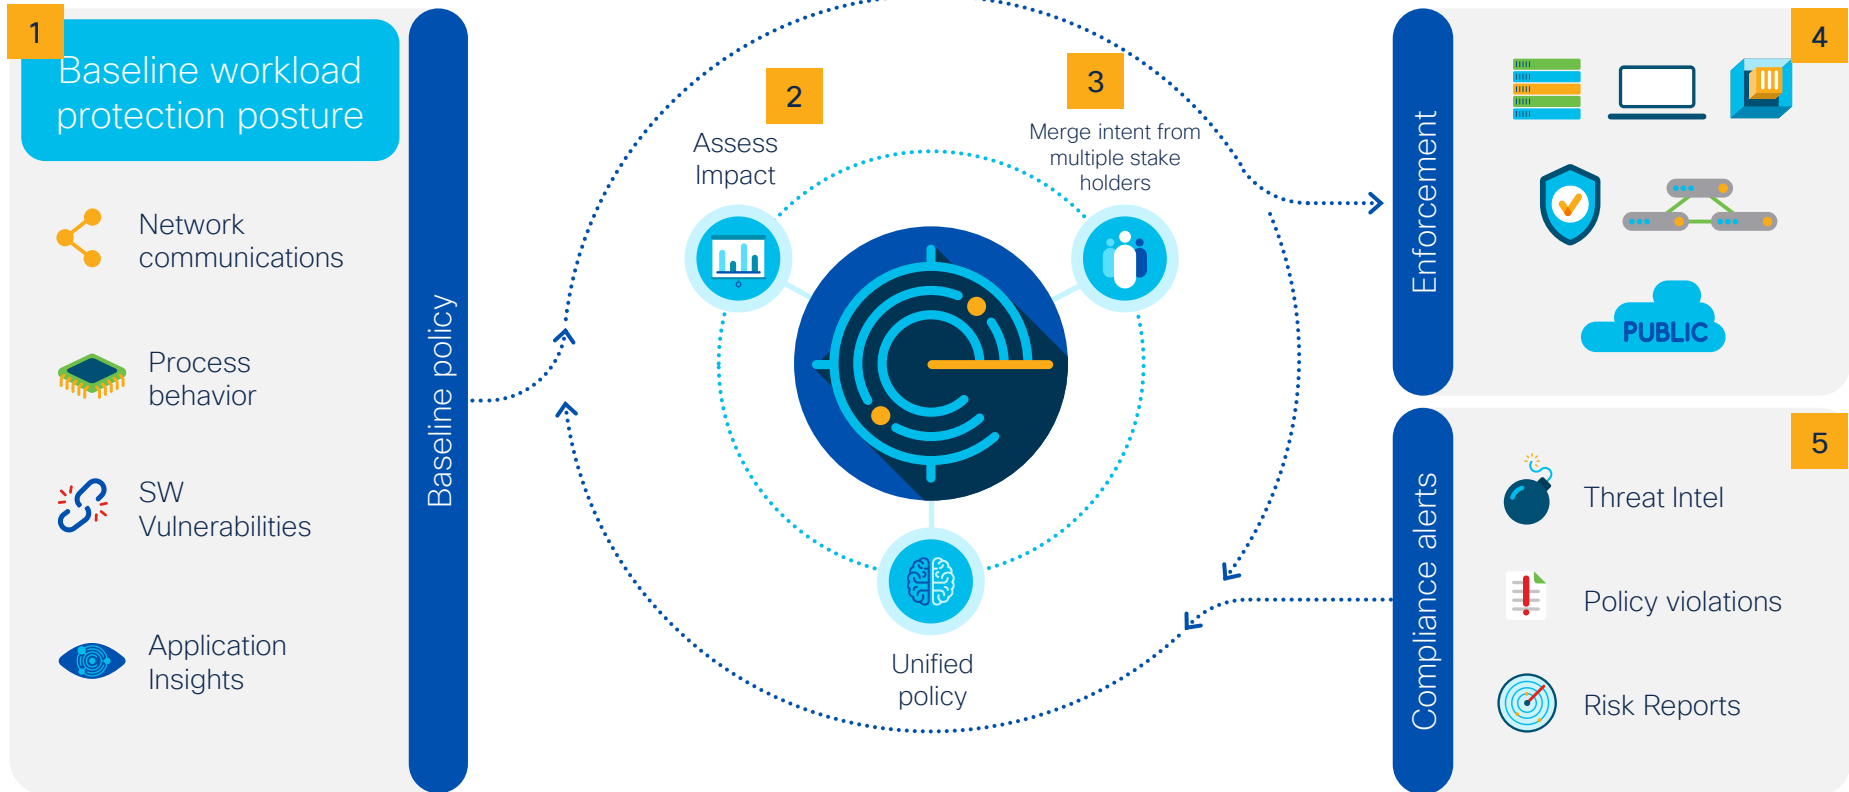 1
Baseline workload
protection posture
Network
communications
Process
behavior
SW
Vulnerabilities
Application
Insights
Baseline policy
2
Assess
Impact
3
Merge intent from
multiple stake
holders
Unified
policy
4
Enforcement
PUBLIC
5
Compliance alerts
Threat Intel
Policy violations
Risk Reports